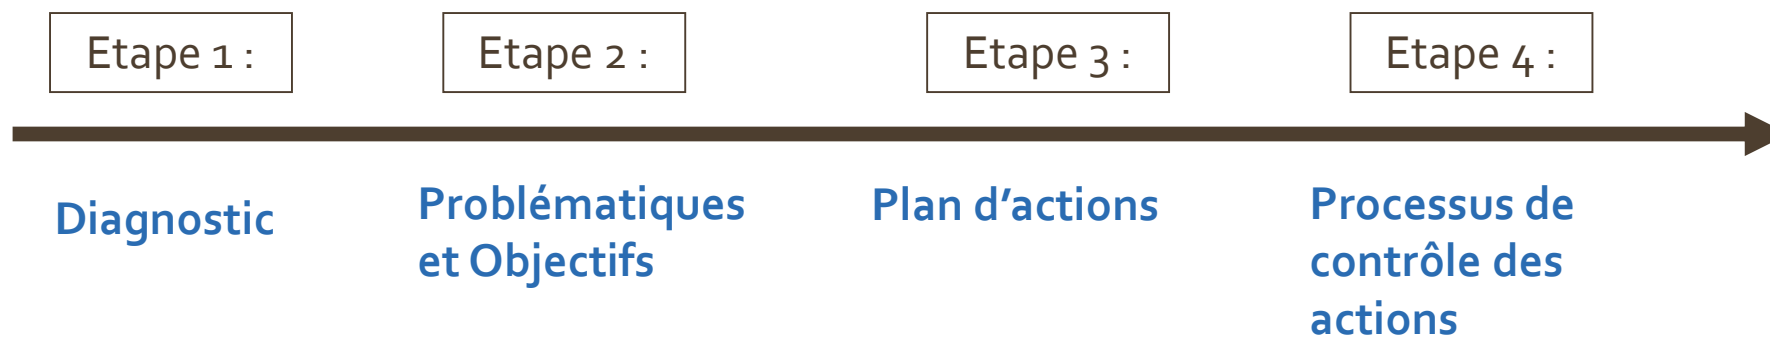 Etape 1 :
Etape 2 :
Etape 3 :
Etape 4 :
Diagnostic
Problématiques
et Objectifs
Plan d’actions
Processus de
contrôle des
actions